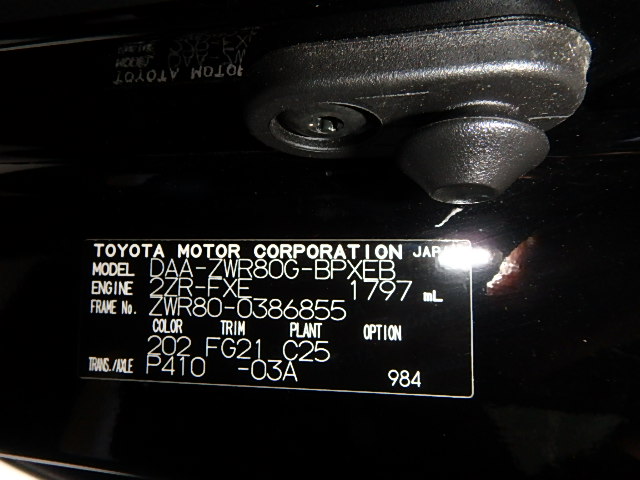 TOYOTA MOTOR CORPORATION JAPAN
MODEL DAA-ZWR80G-BPXEB
ENGINE 2ZR-FXE 1797 mL
FRAME No. ZWR80-0386855
COLOR TRIM PLANT OPTION
202 FG21 C25
TRANS./AXLE P410 -03A 984